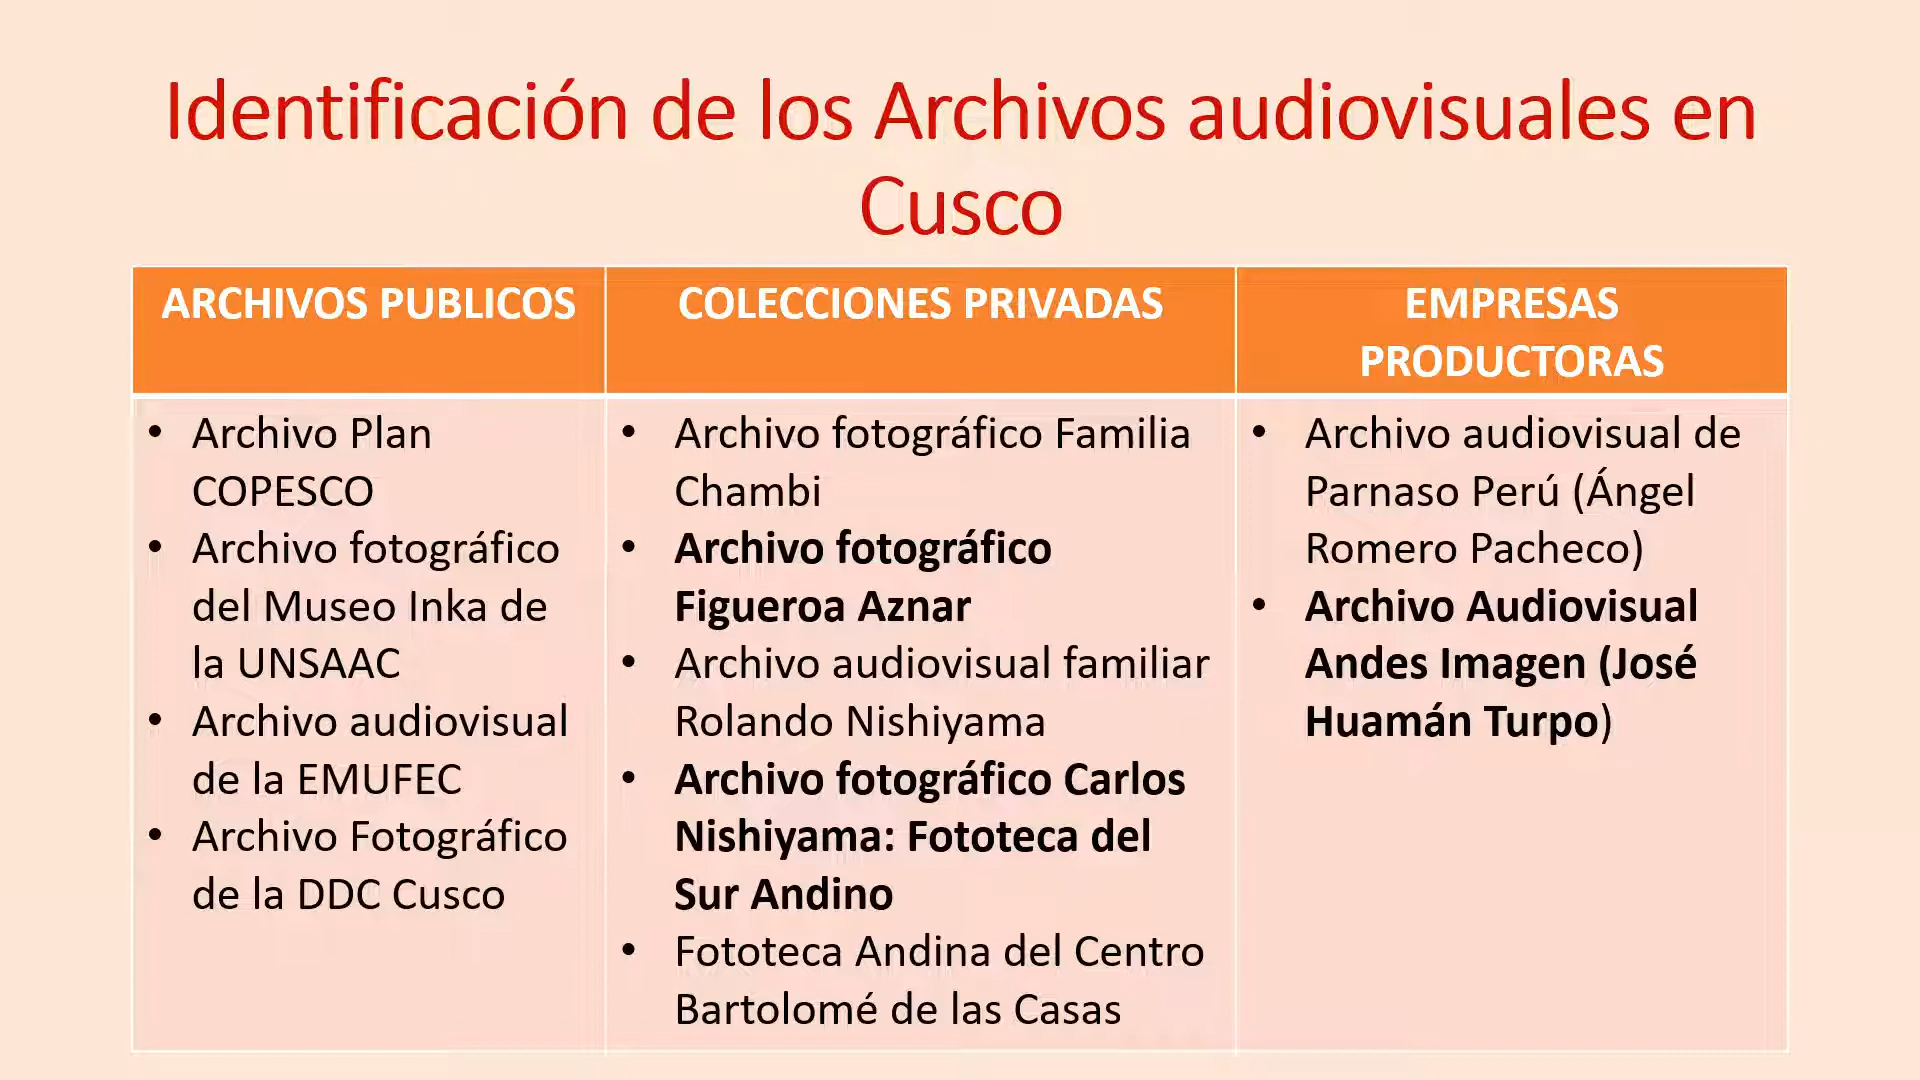 Identificación de los Archivos audiovisuales en
Cusco
ARCHIVOS PUBLICOS
COLECCIONES PRIVADAS
EMPRESAS
PRODUCTORAS
• Archivo Plan
COPESCO
• Archivo fotográfico
del Museo Inka de
la UNSAAC
• Archivo audiovisual
de la EMUFEC
• Archivo Fotográfico
de la DDC Cusco
• Archivo fotográfico Familia
Chambi
• Archivo fotográfico
Figueroa Aznar
• Archivo audiovisual familiar
Rolando Nishiyama
• Archivo fotográfico Carlos
Nishiyama: Fototeca del
Sur Andino
• Fototeca Andina del Centro
Bartolomé de las Casas
• Archivo audiovisual de
Parnaso Perú (Ángel
Romero Pacheco)
• Archivo Audiovisual
Andes Imagen (José
Huamán Turpo)